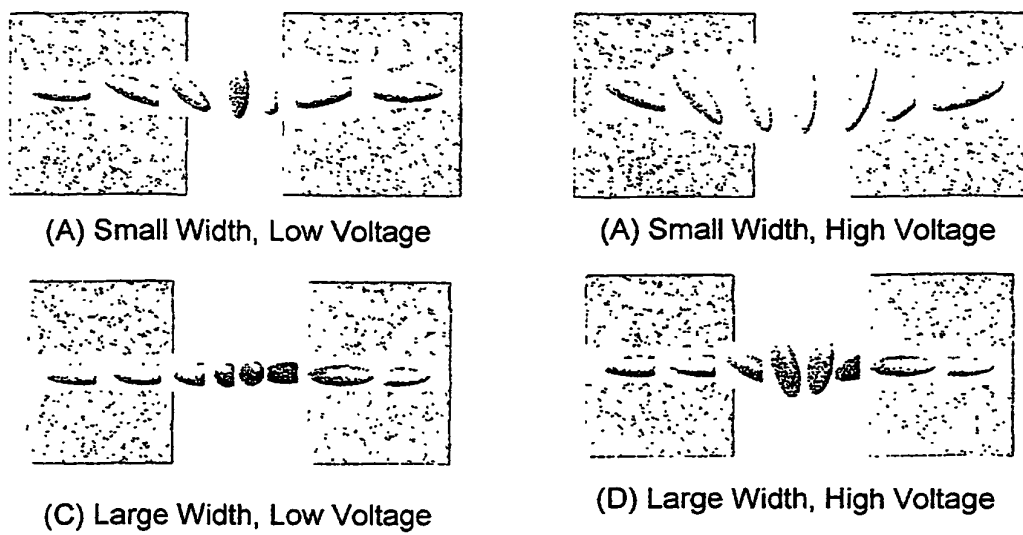 (A) Small Width, Low Voltage
(A) Small Width, High Voltage
(C) Large Width, Low Voltage
(D) Large Width, High Voltage